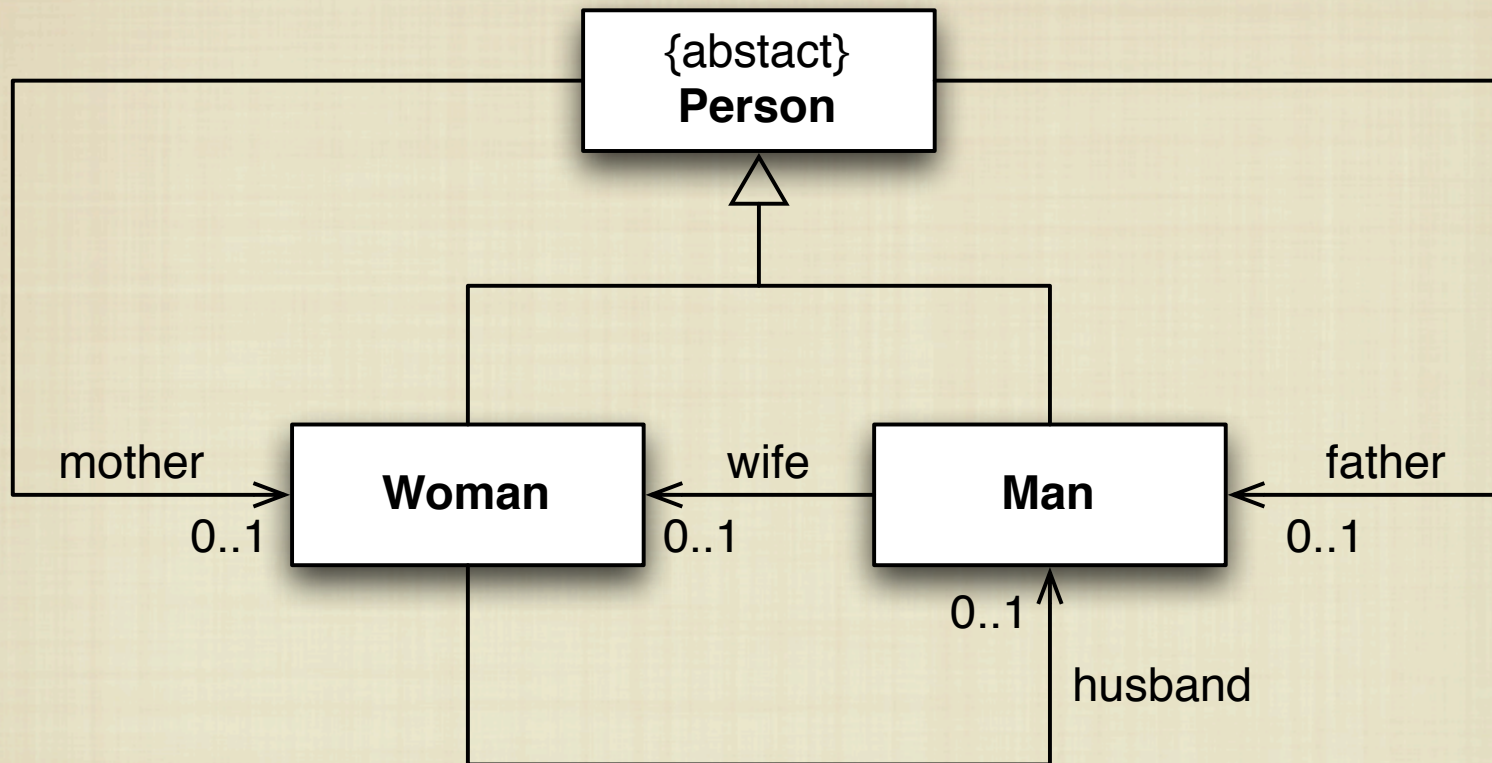 {abstact}
Person
mother
0..1
Woman
wife
0..1
Man
father
0..1
0..1
husband